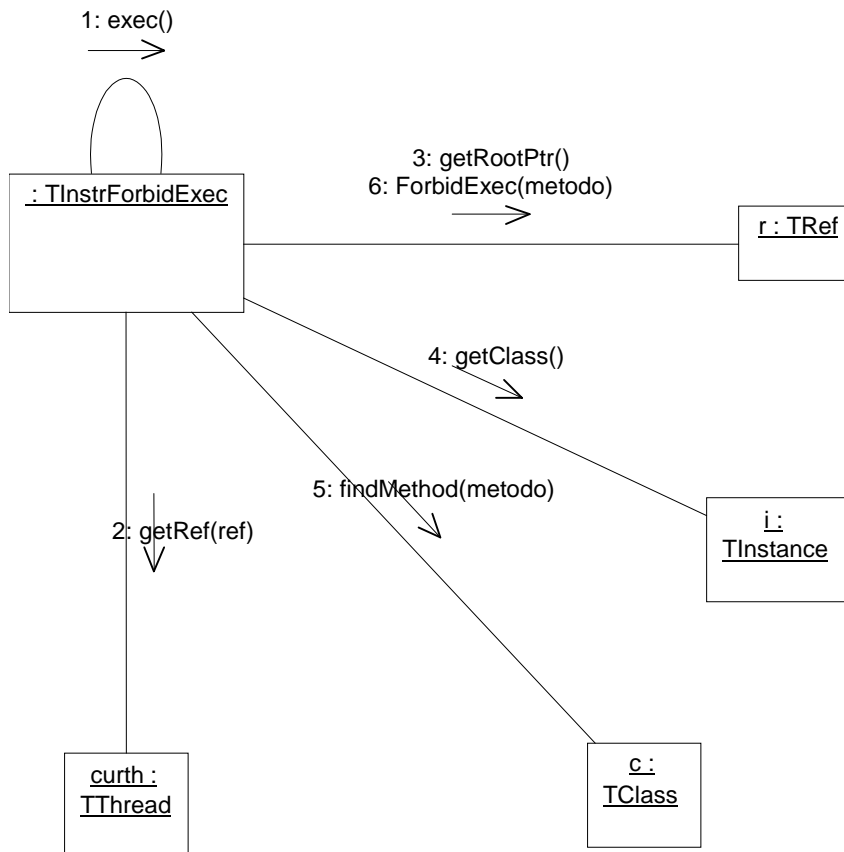 1: exec()
: TInstrForbidExec
3: getRootPtr()
6: ForbidExec(metodo)
r : TRef
4: getClass()
5: findMethod(metodo)
i :
TInstance
2: getRef(ref)
curth :
TThread
c :
TClass